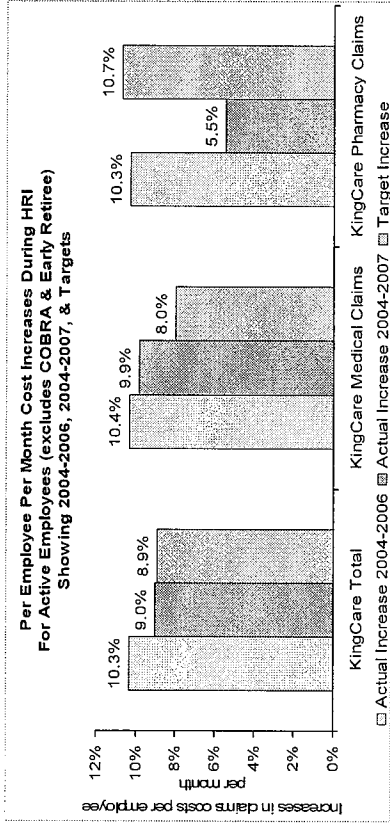 Per Employee Per Month Cost Increases During HRI
For Active Employees (excludes COBRA & Early Retiree)
Showing 2004-2006, 2004-2007, & Targets
Increases in claims costs per employee
per month
12%
10%
8%
6%
4%
2%
0%
10.3%
9.0%
8.9%
10.4%
9.9%
8.0%
10.3%
5.5%
10.7%
KingCare Total
KingCare Medical Claims
KingCare Pharmacy Claims
Actual Increase 2004-2006
Actual Increase 2004-2007
Target Increase